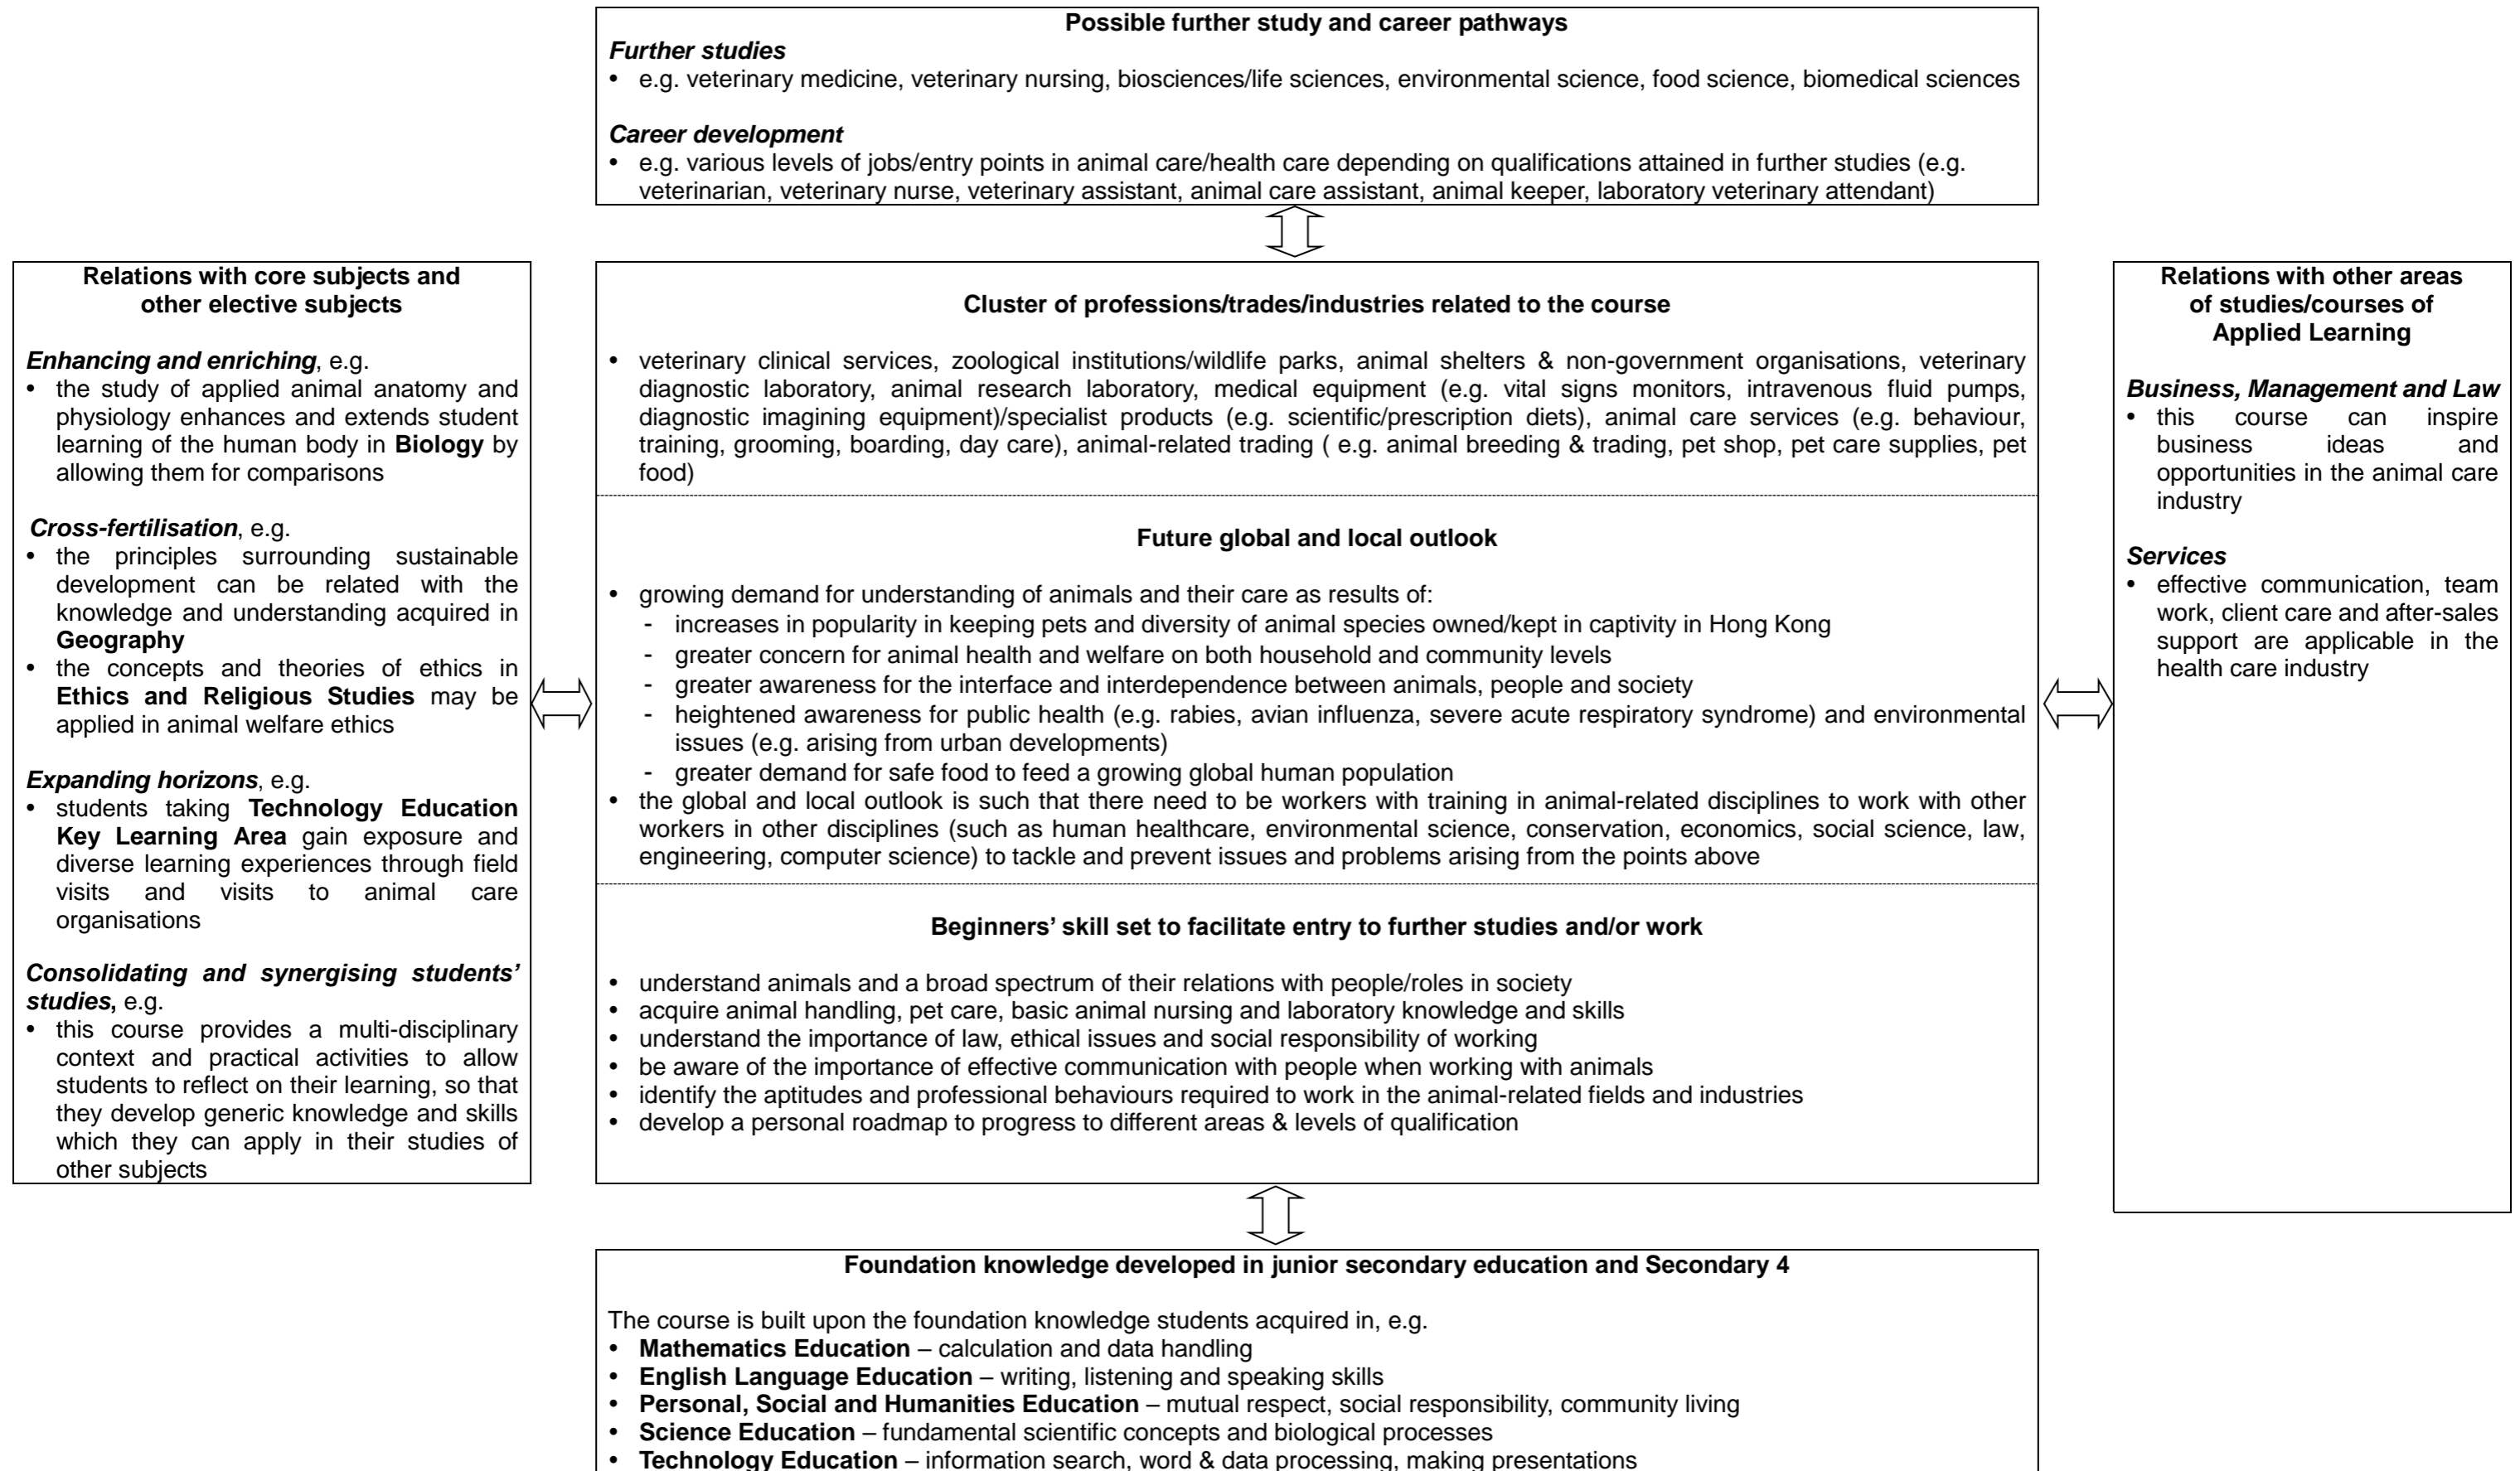 Possible further study and career pathways
Further studies
• e.g. veterinary medicine, veterinary nursing, biosciences/life sciences, environmental science, food science, biomedical sciences
Career development
• e.g. various levels of jobs/entry points in animal care/health care depending on qualifications attained in further studies (e.g.
veterinarian, veterinary nurse, veterinary assistant, animal care assistant, animal keeper, laboratory veterinary attendant)
Relations with core subjects and
other elective subjects
Enhancing and enriching, e.g.
• the study of applied animal anatomy and
physiology enhances and extends student
learning of the human body in Biology by
allowing them for comparisons
Cross-fertilisation, e.g.
• the principles surrounding sustainable
development can be related with the
knowledge and understanding acquired in
Geography
• the concepts and theories of ethics in
Ethics and Religious Studies may be
applied in animal welfare ethics
Expanding horizons, e.g.
• students taking Technology Education
Key Learning Area gain exposure and
diverse learning experiences through field
visits and visits to animal care
organisations
Consolidating and synergising students’
studies, e.g.
• this course provides a multi-disciplinary
context and practical activities to allow
students to reflect on their learning, so that
they develop generic knowledge and skills
which they can apply in their studies of
other subjects
Cluster of professions/trades/industries related to the course
• veterinary clinical services, zoological institutions/wildlife parks, animal shelters & non-government organisations, veterinary
diagnostic laboratory, animal research laboratory, medical equipment (e.g. vital signs monitors, intravenous fluid pumps,
diagnostic imagining equipment)/specialist products (e.g. scientific/prescription diets), animal care services (e.g. behaviour,
training, grooming, boarding, day care), animal-related trading ( e.g. animal breeding & trading, pet shop, pet care supplies, pet
food)
Future global and local outlook
• growing demand for understanding of animals and their care as results of:
- increases in popularity in keeping pets and diversity of animal species owned/kept in captivity in Hong Kong
- greater concern for animal health and welfare on both household and community levels
- greater awareness for the interface and interdependence between animals, people and society
- heightened awareness for public health (e.g. rabies, avian influenza, severe acute respiratory syndrome) and environmental
issues (e.g. arising from urban developments)
- greater demand for safe food to feed a growing global human population
• the global and local outlook is such that there need to be workers with training in animal-related disciplines to work with other
workers in other disciplines (such as human healthcare, environmental science, conservation, economics, social science, law,
engineering, computer science) to tackle and prevent issues and problems arising from the points above
Beginners’ skill set to facilitate entry to further studies and/or work
• understand animals and a broad spectrum of their relations with people/roles in society
• acquire animal handling, pet care, basic animal nursing and laboratory knowledge and skills
• understand the importance of law, ethical issues and social responsibility of working
• be aware of the importance of effective communication with people when working with animals
• identify the aptitudes and professional behaviours required to work in the animal-related fields and industries
• develop a personal roadmap to progress to different areas & levels of qualification
Relations with other areas
of studies/courses of
Applied Learning
Business, Management and Law
• this course can inspire
business ideas and
opportunities in the animal care
industry
Services
• effective communication, team
work, client care and after-sales
support are applicable in the
health care industry
Foundation knowledge developed in junior secondary education and Secondary 4
The course is built upon the foundation knowledge students acquired in, e.g.
• Mathematics Education – calculation and data handling
• English Language Education – writing, listening and speaking skills
• Personal, Social and Humanities Education – mutual respect, social responsibility, community living
• Science Education – fundamental scientific concepts and biological processes
• Technology Education – information search, word & data processing, making presentations